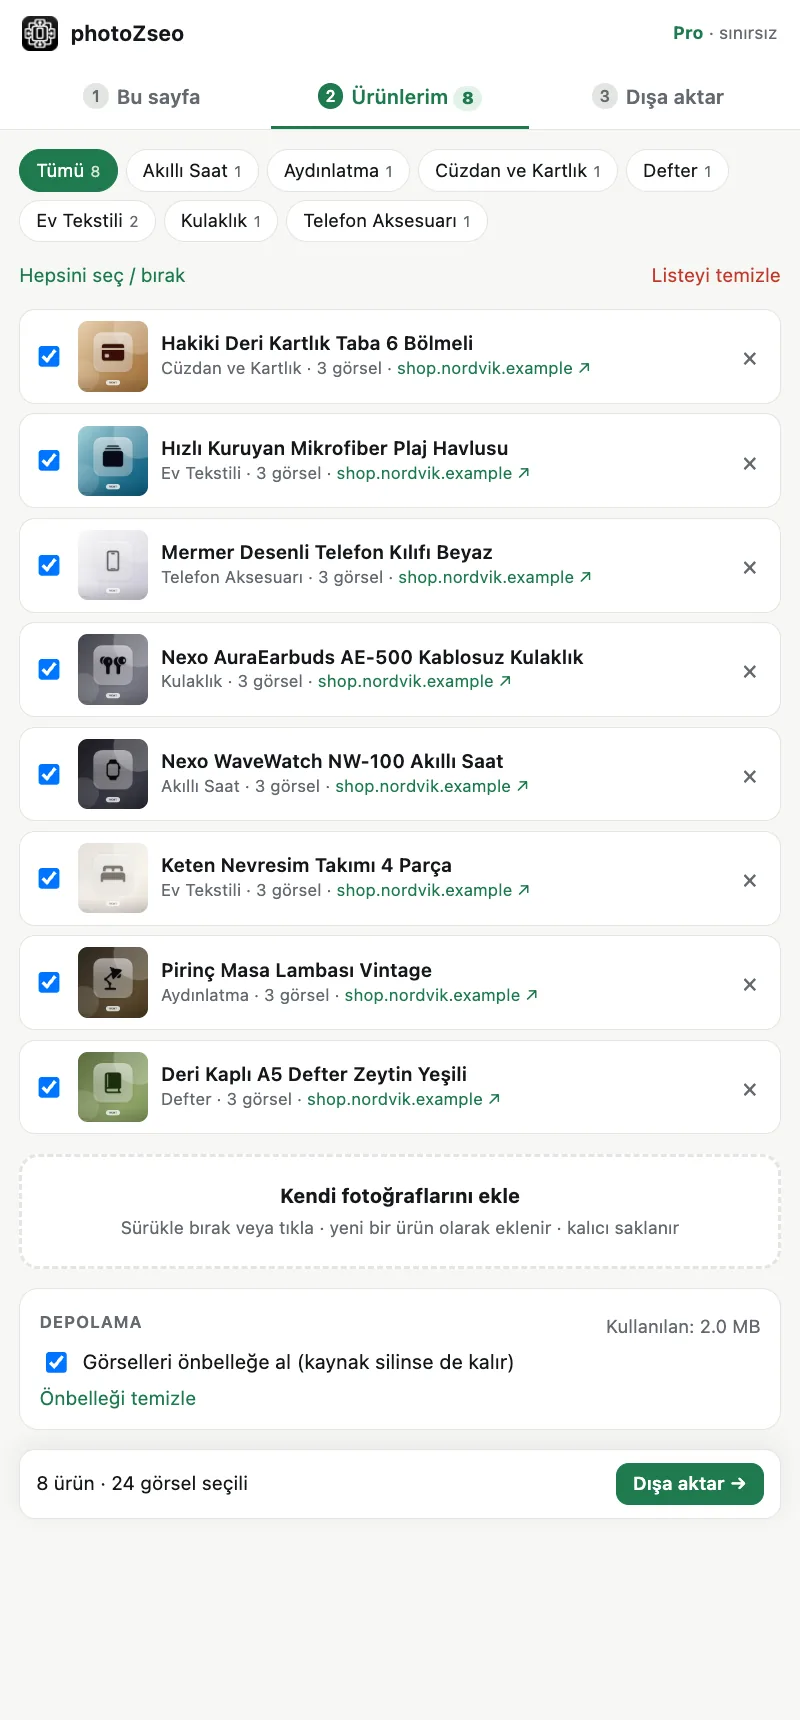 photoZseo
Pro · sınırsız
1 Bu sayfa
2 Ürünlerim 8
3 Dışa aktar
Tümü 8
Akıllı Saat 1
Aydınlatma 1
Cüzdan ve Kartlık 1
Defter 1
Ev Tekstili 2
Kulaklık 1
Telefon Aksesuarı 1
Hepsini seç / bırak
Listeyi temizle
Hakiki Deri Kartlık Taba 6 Bölmeli
Cüzdan ve Kartlık · 3 görsel · shop.nordvik.example ↗
Hızlı Kuruyan Mikrofiber Plaj Havlusu
Ev Tekstili · 3 görsel · shop.nordvik.example ↗
Mermer Desenli Telefon Kılıfı Beyaz
Telefon Aksesuarı · 3 görsel · shop.nordvik.example ↗
Nexo AuraEarbuds AE-500 Kablosuz Kulaklık
Kulaklık · 3 görsel · shop.nordvik.example ↗
Nexo WaveWatch NW-100 Akıllı Saat
Akıllı Saat · 3 görsel · shop.nordvik.example ↗
Keten Nevresim Takımı 4 Parça
Ev Tekstili · 3 görsel · shop.nordvik.example ↗
Pirinç Masa Lambası Vintage
Aydınlatma · 3 görsel · shop.nordvik.example ↗
Deri Kaplı A5 Defter Zeytin Yeşili
Defter · 3 görsel · shop.nordvik.example ↗
Kendi fotoğraflarını ekle
Sürükle bırak veya tıkla · yeni bir ürün olarak eklenir · kalıcı saklanır
DEPOLAMA
Kullanılan: 2.0 MB
Görselleri önbelleğe al (kaynak silinse de kalır)
Önbelleği temizle
8 ürün · 24 görsel seçili
Dışa aktar →